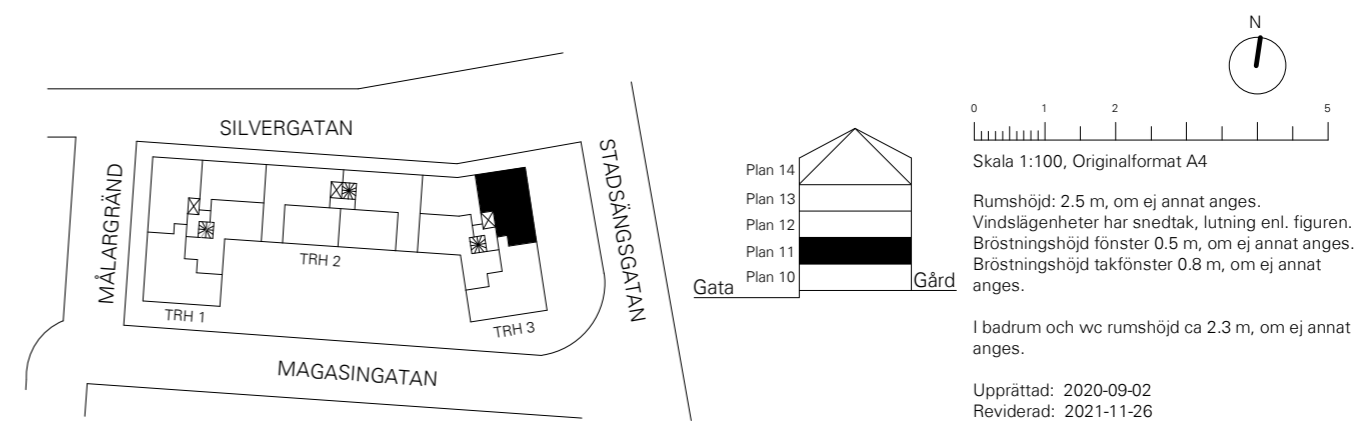 SILVERGATAN
MÅLARGRÄND
STADSÄNGSGATAN
TRH 1
TRH 2
TRH 3
MAGASINGATAN
Plan 14
Plan 13
Plan 12
Plan 11
Plan 10
Gata
Gård
N
0 1 2 5
Skala 1:100, Originalformat A4
Rumshöjd: 2.5 m, om ej annat anges.
Vindslägenheter har snedtak, lutning enl. figuren.
Bröstningshöjd fönster 0.5 m, om ej annat anges.
Bröstningshöjd takfönster 0.8 m, om ej annat
anges.
I badrum och wc rumshöjd ca 2.3 m, om ej annat
anges.
Upprättad: 2020-09-02
Reviderad: 2021-11-26